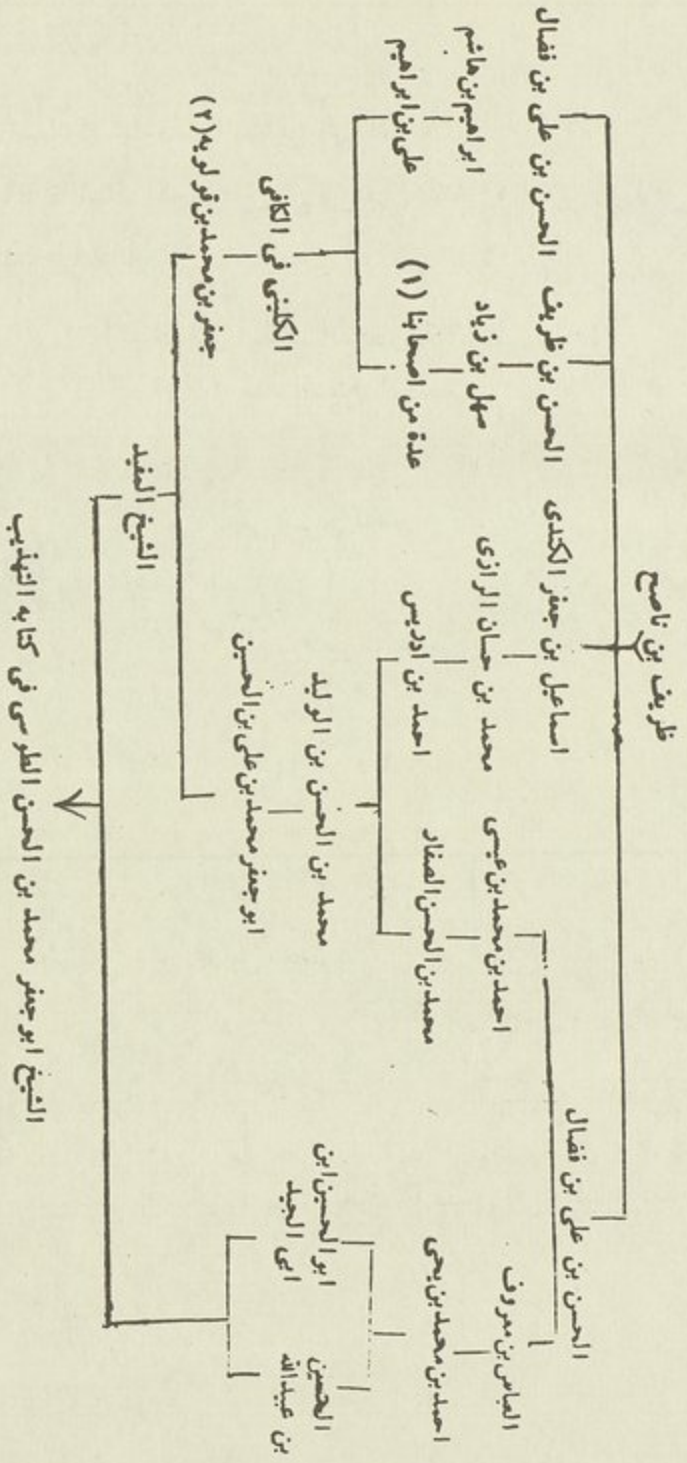 ظريف بن ناصح
الحسن بن على بن فضال
الحسن بن ظريف
اسماعيل بن جعفر الكندى
الحسن بن على بن فضال
ابراهيم بن هاشم
سهل بن زياد
محمد بن حسان الرازى
احمد بن محمد بن عيسى
العباس بن معروف
على بن ابراهيم
عدة من اصحابنا (١)
احمد بن ادريس
محمد بن الحسن الصفار
احمد بن محمد بن يحى
الكلينى فى الكافى
محمد بن الحسن بن الوليد
ابو الحسين ابن
ابى الجيد
الحسين
بن عبيدالله
جعفر بن محمد بن قولويه (٢)
ابو جعفر محمد بن على بن الحسين
الشيخ المفيد
الشيخ ابو جعفر محمد بن الحسن الطوسى فى كتابه التهذيب